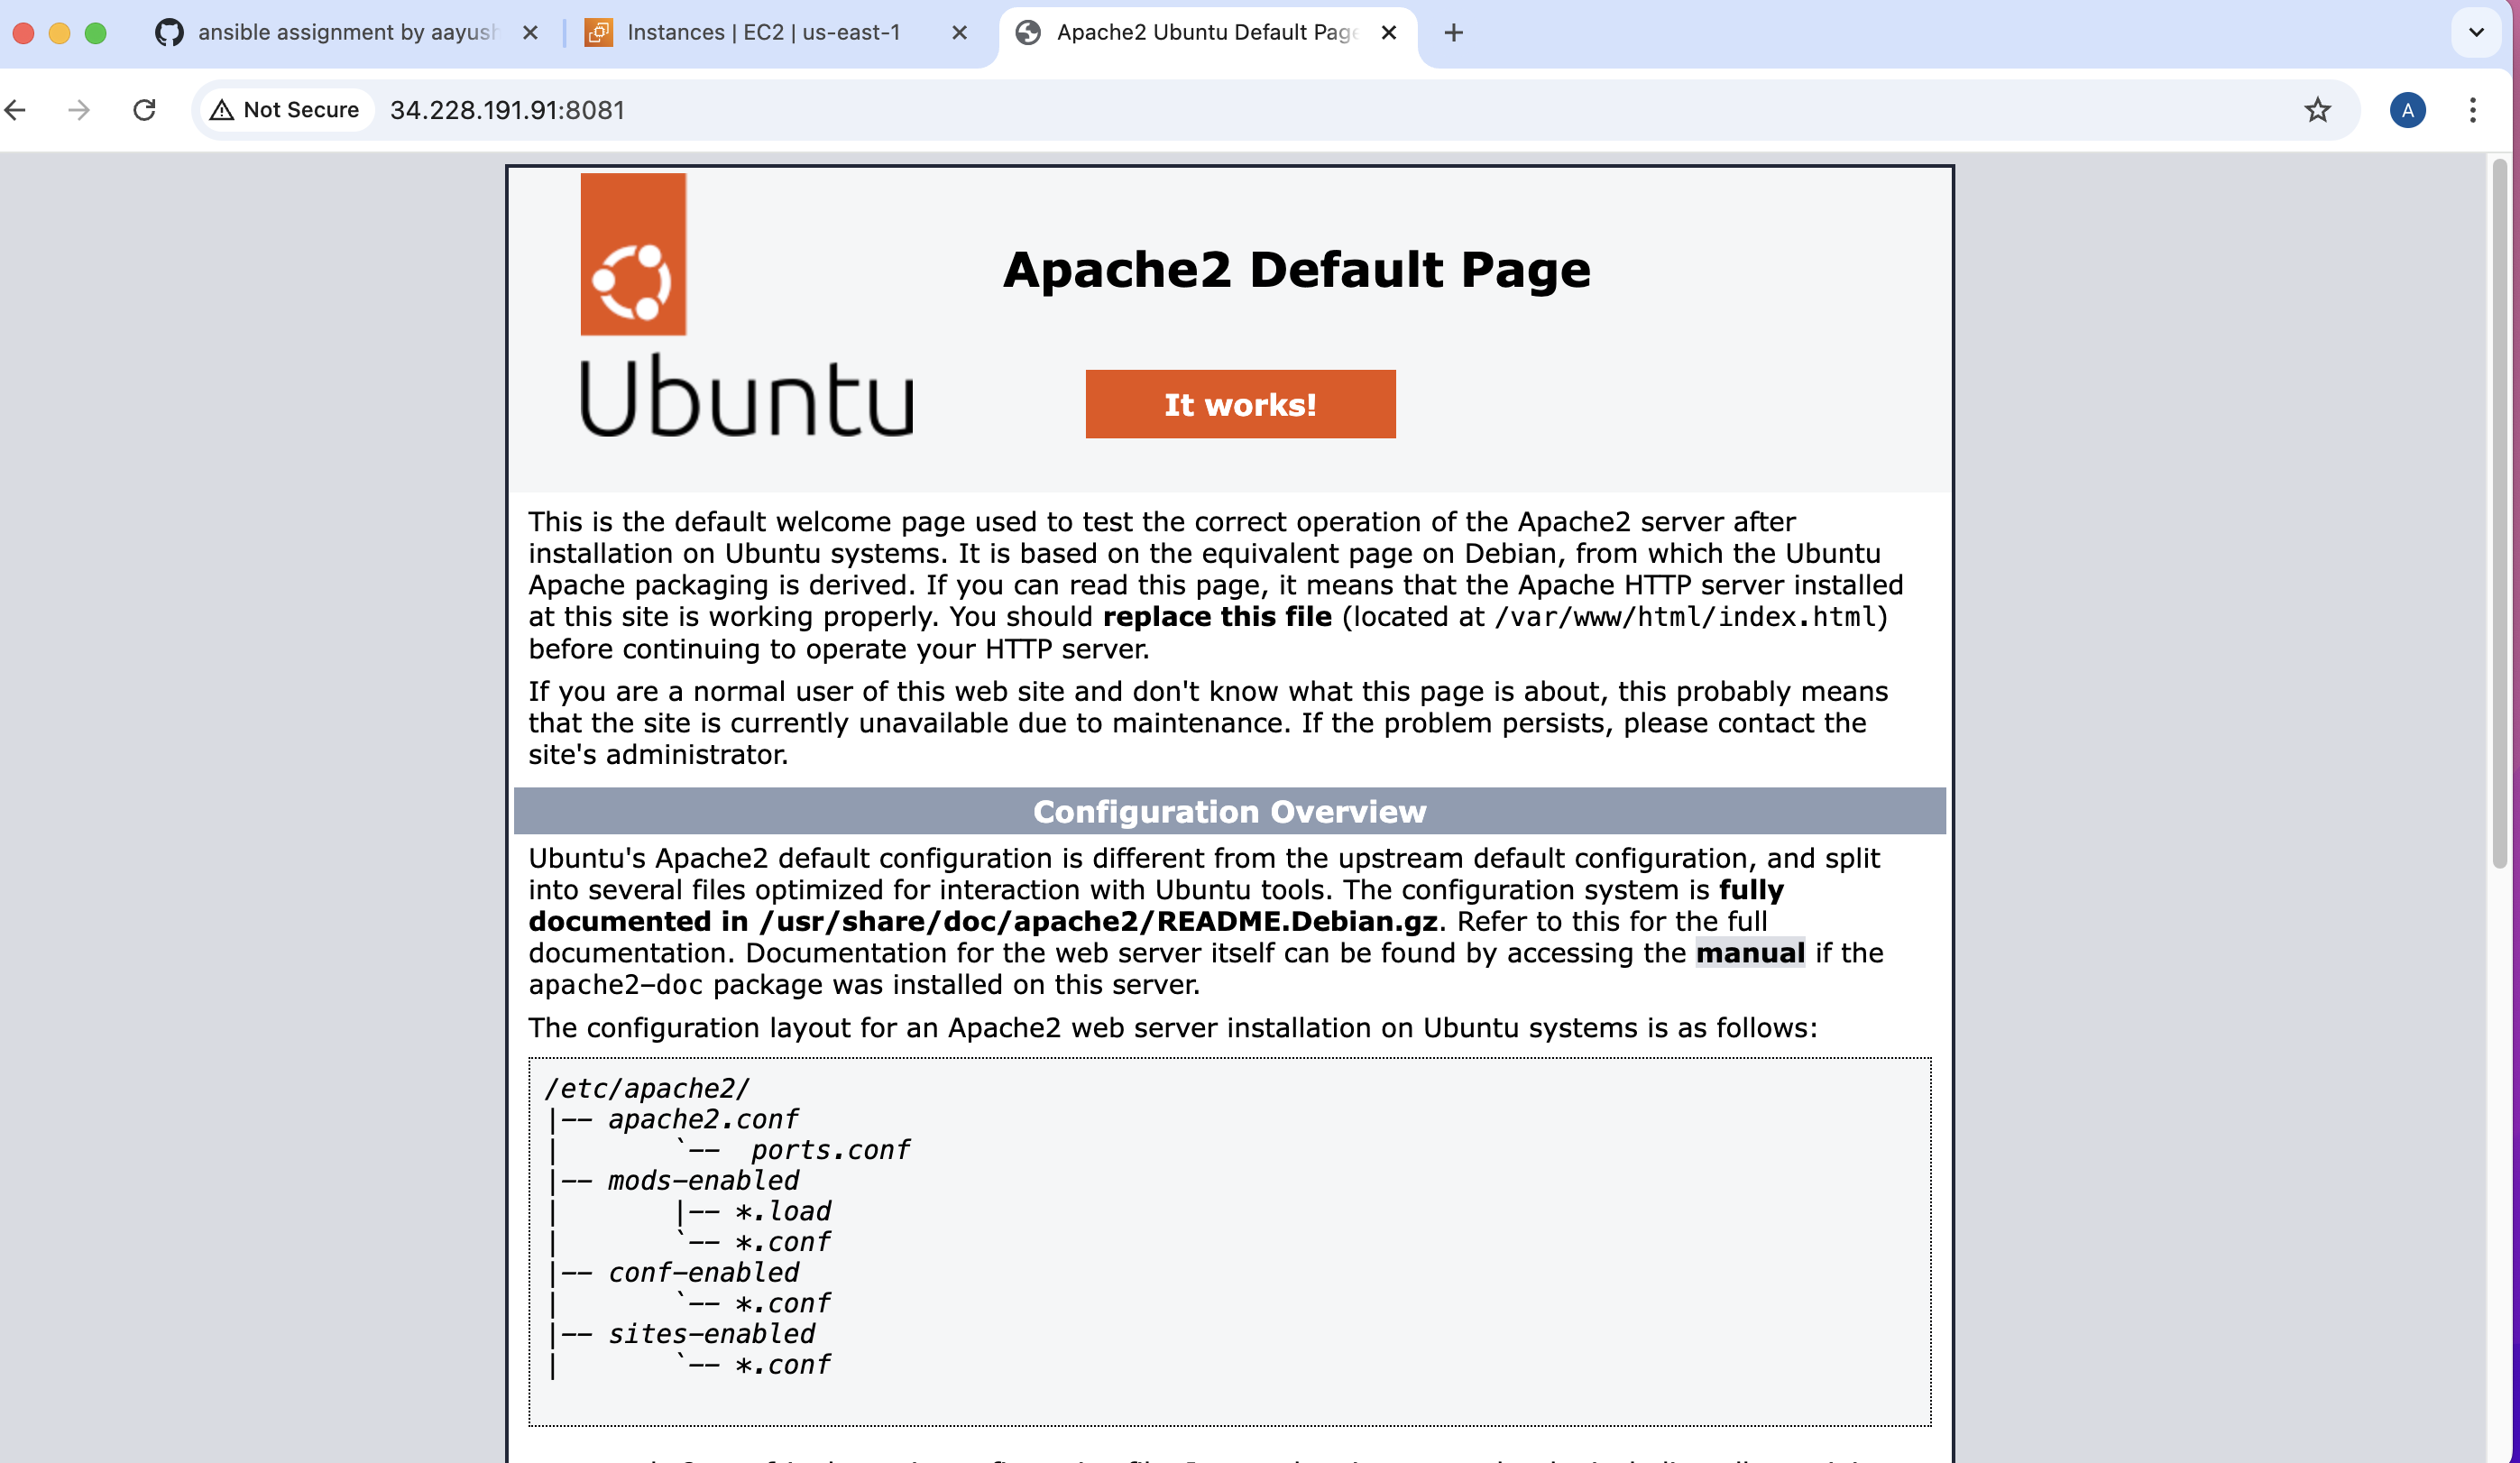 ansible assignment by aayush
Instances | EC2 | us-east-1
Apache2 Ubuntu Default Page
Not Secure
34.228.191.91:8081
A
Apache2 Default Page
Ubuntu
It works!
This is the default welcome page used to test the correct operation of the Apache2 server after
installation on Ubuntu systems. It is based on the equivalent page on Debian, from which the Ubuntu
Apache packaging is derived. If you can read this page, it means that the Apache HTTP server installed
at this site is working properly. You should replace this file (located at /var/www/html/index.html)
before continuing to operate your HTTP server.
If you are a normal user of this web site and don't know what this page is about, this probably means
that the site is currently unavailable due to maintenance. If the problem persists, please contact the
site's administrator.
Configuration Overview
Ubuntu's Apache2 default configuration is different from the upstream default configuration, and split
into several files optimized for interaction with Ubuntu tools. The configuration system is fully
documented in /usr/share/doc/apache2/README.Debian.gz. Refer to this for the full
documentation. Documentation for the web server itself can be found by accessing the manual if the
apache2-doc package was installed on this server.
The configuration layout for an Apache2 web server installation on Ubuntu systems is as follows:
/etc/apache2/
|-- apache2.conf
|       `--  ports.conf
|-- mods-enabled
|       |-- *.load
|       `-- *.conf
|-- conf-enabled
|       `-- *.conf
|-- sites-enabled
|       `-- *.conf